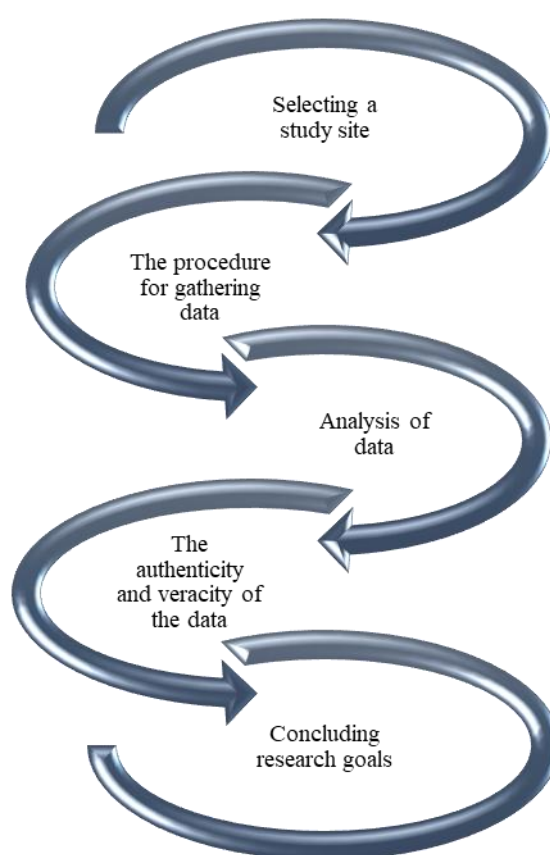 Selecting a
study site
The procedure
for gathering
data
Analysis of
data
The
authenticity
and veracity of
the data
Concluding
research goals